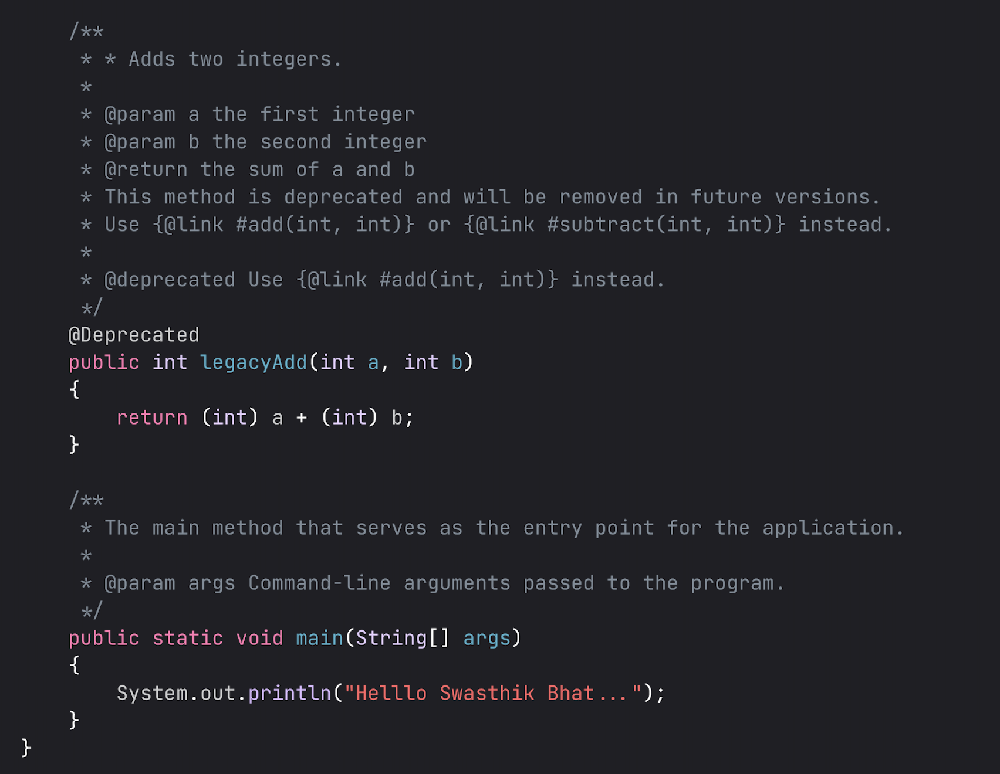 /**
 * * Adds two integers.
 *
 * @param a the first integer
 * @param b the second integer
 * @return the sum of a and b
 * This method is deprecated and will be removed in future versions.
 * Use {@link #add(int, int)} or {@link #subtract(int, int)} instead.
 *
 * @deprecated Use {@link #add(int, int)} instead.
 */
@Deprecated
public int legacyAdd(int a, int b)
{
    return (int) a + (int) b;
}

/**
 * The main method that serves as the entry point for the application.
 *
 * @param args Command-line arguments passed to the program.
 */
public static void main(String[] args)
{
    System.out.println("Helllo Swasthik Bhat...");
}
}